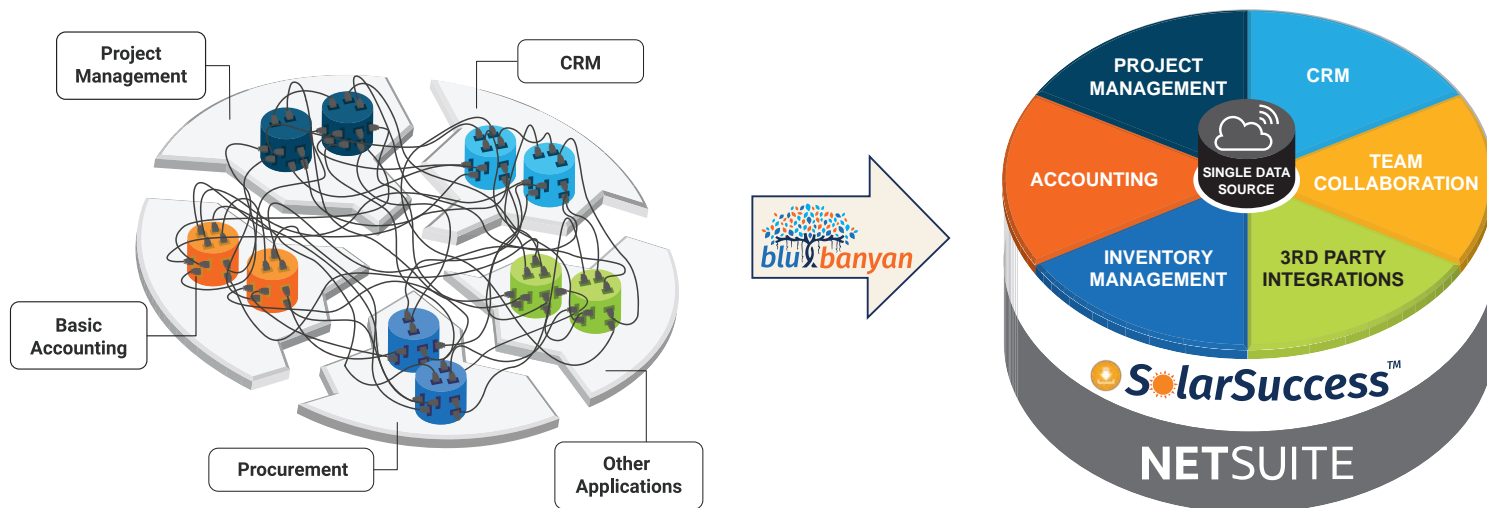 Project
Management
CRM
Basic
Accounting
Procurement
Other
Applications
blu banyan
PROJECT
MANAGEMENT
CRM
ACCOUNTING
SINGLE DATA
SOURCE
TEAM
COLLABORATION
INVENTORY
MANAGEMENT
3RD PARTY
INTEGRATIONS
SolarSuccess™
NETSUITE